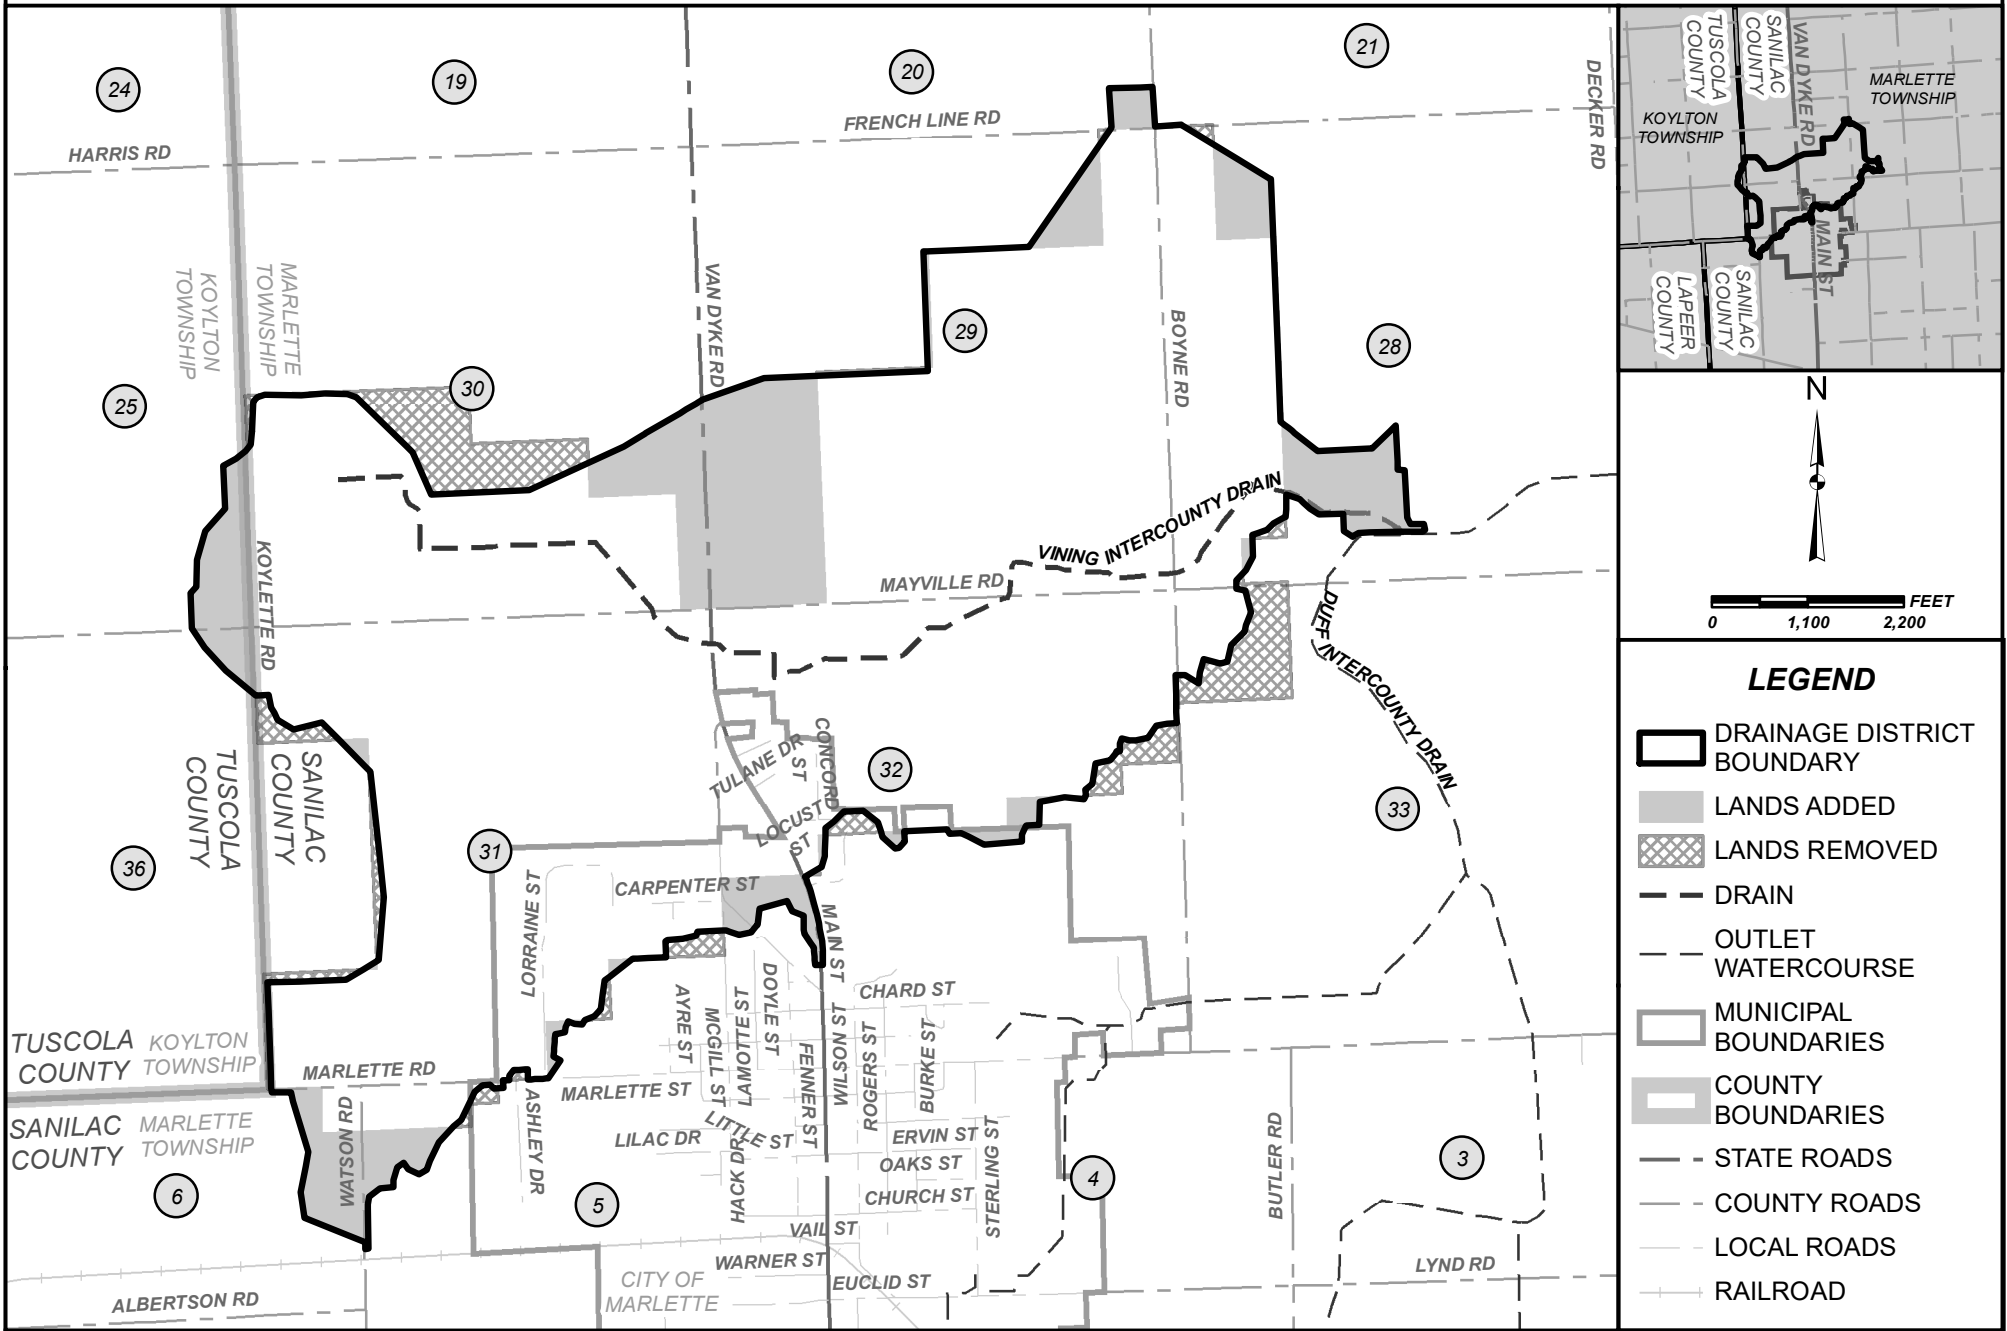 24
19
20
21
HARRIS RD
FRENCH LINE RD
DECKER RD
KOYLTON
TOWNSHIP
MARLETTE
TOWNSHIP
VAN DYKE RD
BOYNE RD
25
30
29
28
KOYLETTE RD
VINING INTERCOUNTY DRAIN
MAYVILLE RD
DUFF INTERCOUNTY DRAIN
TUSCOLA
COUNTY
SANILAC
COUNTY
TULANE DR
CONCORD
ST
LOCUST
ST
32
33
36
31
CARPENTER ST
LORRAINE ST
MAIN ST
AYRE ST
MCGILL ST
LAMOTTE ST
DOYLE ST
FENNER ST
WILSON ST
ROGERS ST
BURKE ST
CHARD ST
TUSCOLA
COUNTY
KOYLTON
TOWNSHIP
MARLETTE RD
MARLETTE ST
SANILAC
COUNTY
MARLETTE
TOWNSHIP
WATSON RD
ASHLEY DR
LILAC DR
LITTLE ST
HACK DR
ERVIN ST
OAKS ST
CHURCH ST
STERLING ST
BUTLER RD
6
5
4
3
VAIL ST
WARNER ST
EUCLID ST
LYND RD
ALBERTSON RD
CITY OF
MARLETTE
TUSCOLA
COUNTY
SANILAC
COUNTY
VAN DYKE RD
MARLETTE
TOWNSHIP
KOYLTON
TOWNSHIP
MAIN ST
LAPEER
COUNTY
SANILAC
COUNTY
N
FEET
0 1,100 2,200
LEGEND
DRAINAGE DISTRICT
BOUNDARY
LANDS ADDED
LANDS REMOVED
DRAIN
OUTLET
WATERCOURSE
MUNICIPAL
BOUNDARIES
COUNTY
BOUNDARIES
STATE ROADS
COUNTY ROADS
LOCAL ROADS
RAILROAD